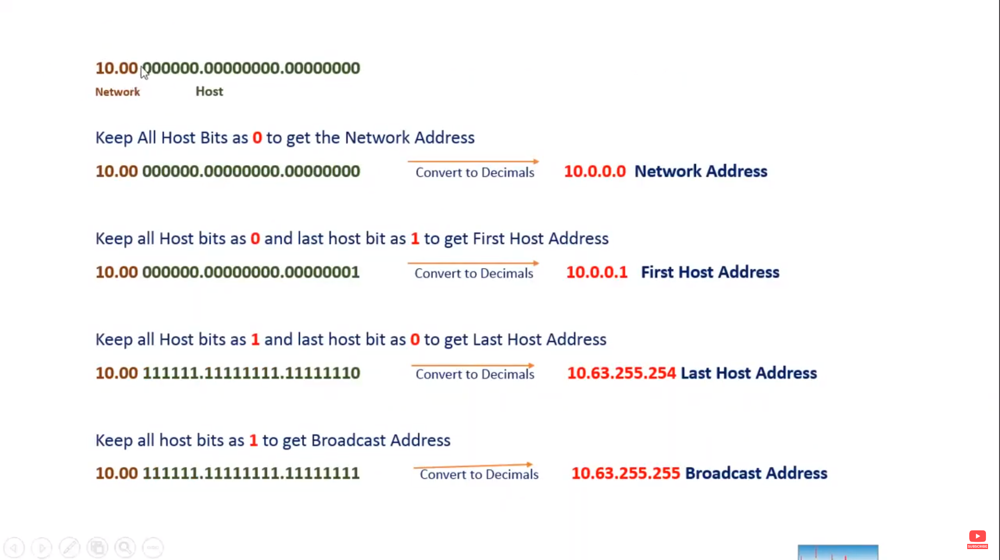 10.00 000000.00000000.00000000
Network Host
Keep All Host Bits as 0 to get the Network Address
10.00 000000.00000000.00000000 Convert to Decimals 10.0.0.0 Network Address
Keep all Host bits as 0 and last host bit as 1 to get First Host Address
10.00 000000.00000000.00000001 Convert to Decimals 10.0.0.1 First Host Address
Keep all Host bits as 1 and last host bit as 0 to get Last Host Address
10.00 111111.11111111.11111110 Convert to Decimals 10.63.255.254 Last Host Address
Keep all host bits as 1 to get Broadcast Address
10.00 111111.11111111.11111111 Convert to Decimals 10.63.255.255 Broadcast Address
SUBSCRIBE